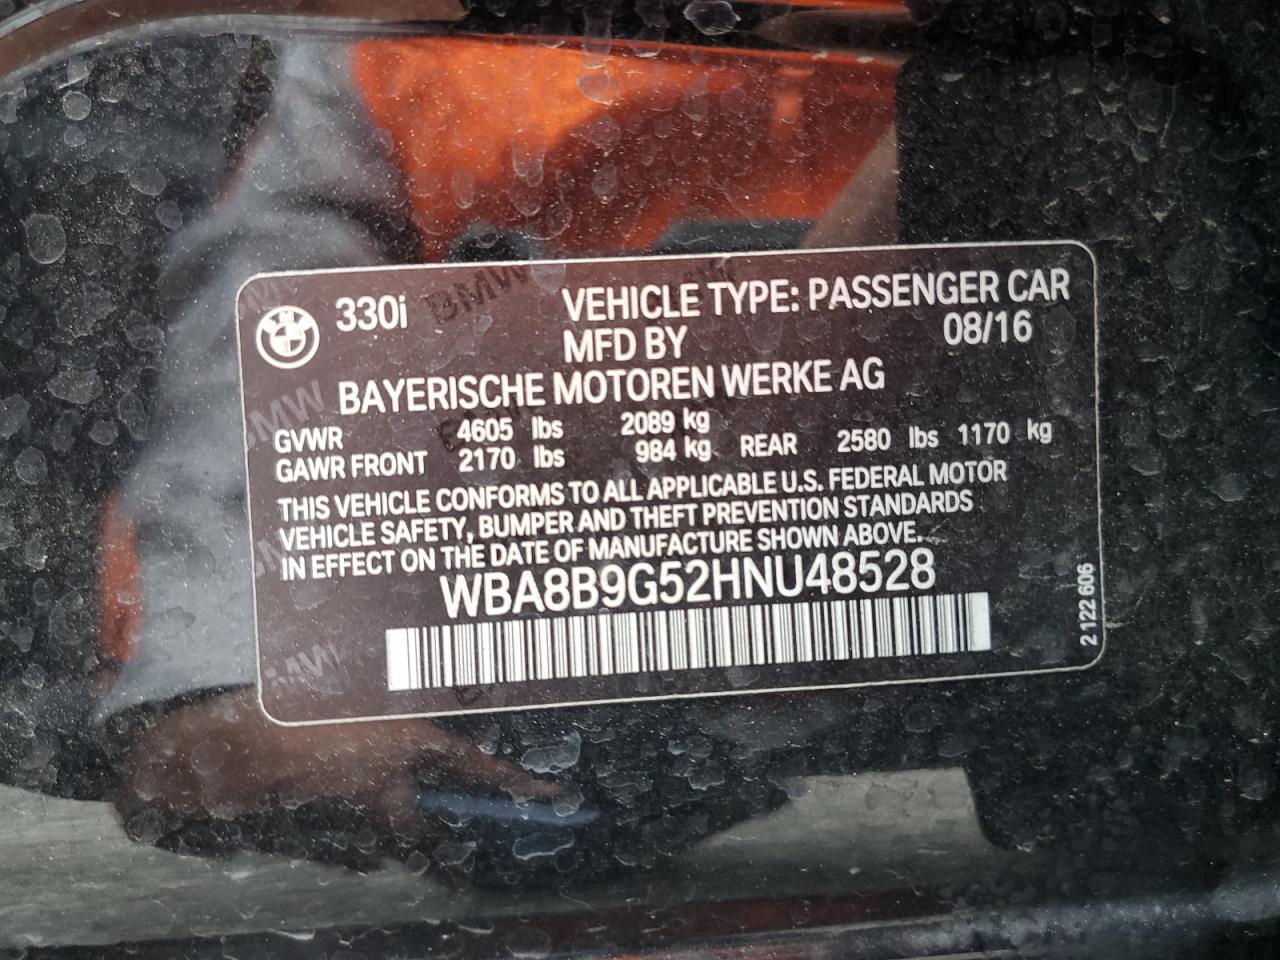 330i VEHICLE TYPE: PASSENGER CAR
MFD BY 08/16
BAYERISCHE MOTOREN WERKE AG
GVWR 4605 lbs 2089 kg
GAWR FRONT 2170 lbs 984 kg REAR 2580 lbs 1170 kg
THIS VEHICLE CONFORMS TO ALL APPLICABLE U.S. FEDERAL MOTOR
VEHICLE SAFETY, BUMPER AND THEFT PREVENTION STANDARDS
IN EFFECT ON THE DATE OF MANUFACTURE SHOWN ABOVE.
WBA8B9G52HNU48528
2 122 606
BMW
BMW
BMW